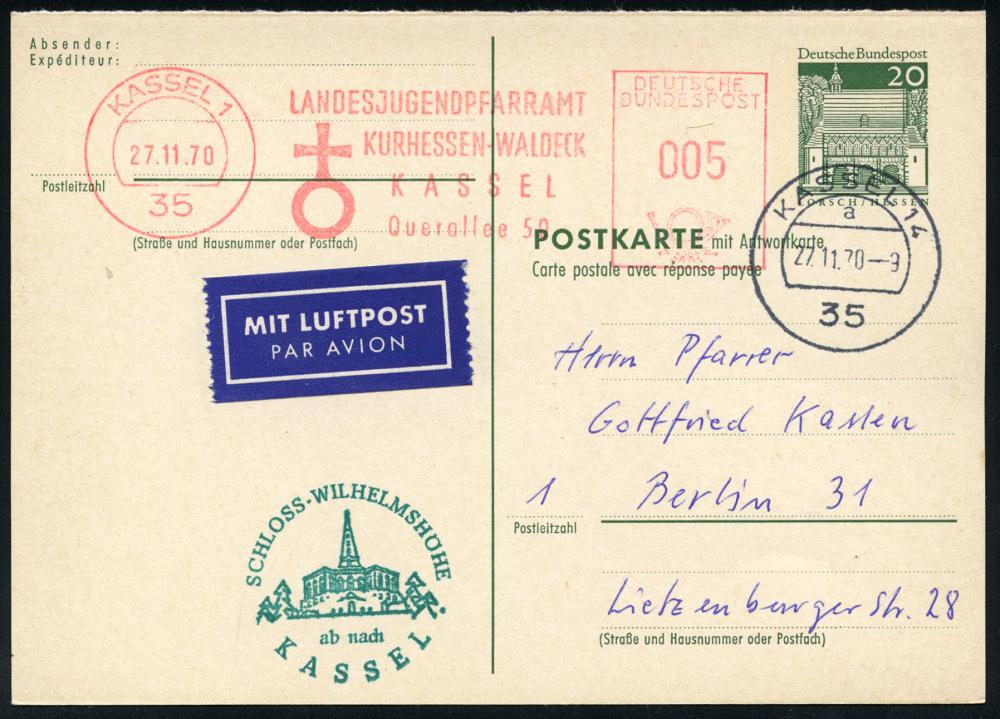 Absender:
Expéditeur:
KASSEL 1
27.11.70
35
LANDESJUGENDPFARRAMT
KURHESSEN-WALDECK
KASSEL
Querallee 50
DEUTSCHE
BUNDESPOST
005
Deutsche Bundespost
20
LORSCH/HESSEN
KASSEL 14
a
27.11.70-9
35
Postleitzahl
(Straße und Hausnummer oder Postfach)
POSTKARTE mit Antwortkarte
Carte postale avec réponse payée
MIT LUFTPOST
PAR AVION
Herrn Pfarrer
Gottfried Kasten
1 Berlin 31
Postleitzahl
Lietzenburger Str. 28
(Straße und Hausnummer oder Postfach)
SCHLOSS-WILHELMSHÖHE
ab nach
KASSEL